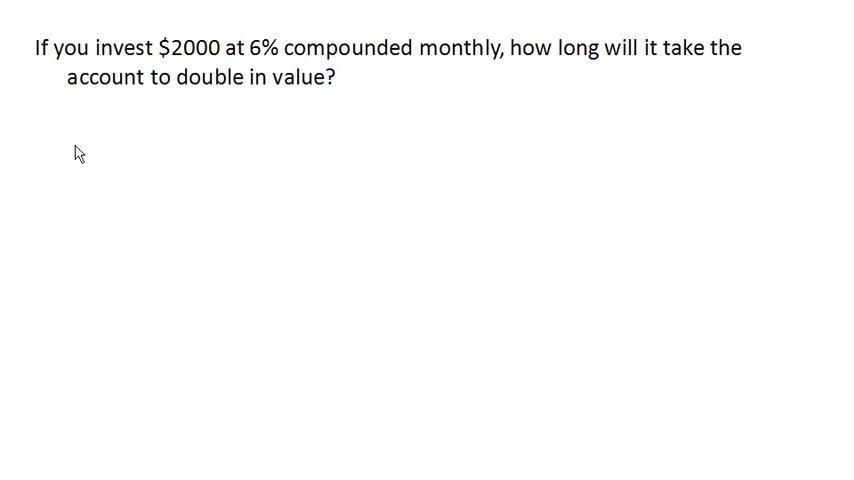 If you invest $2000 at 6% compounded monthly, how long will it take the
account to double in value?